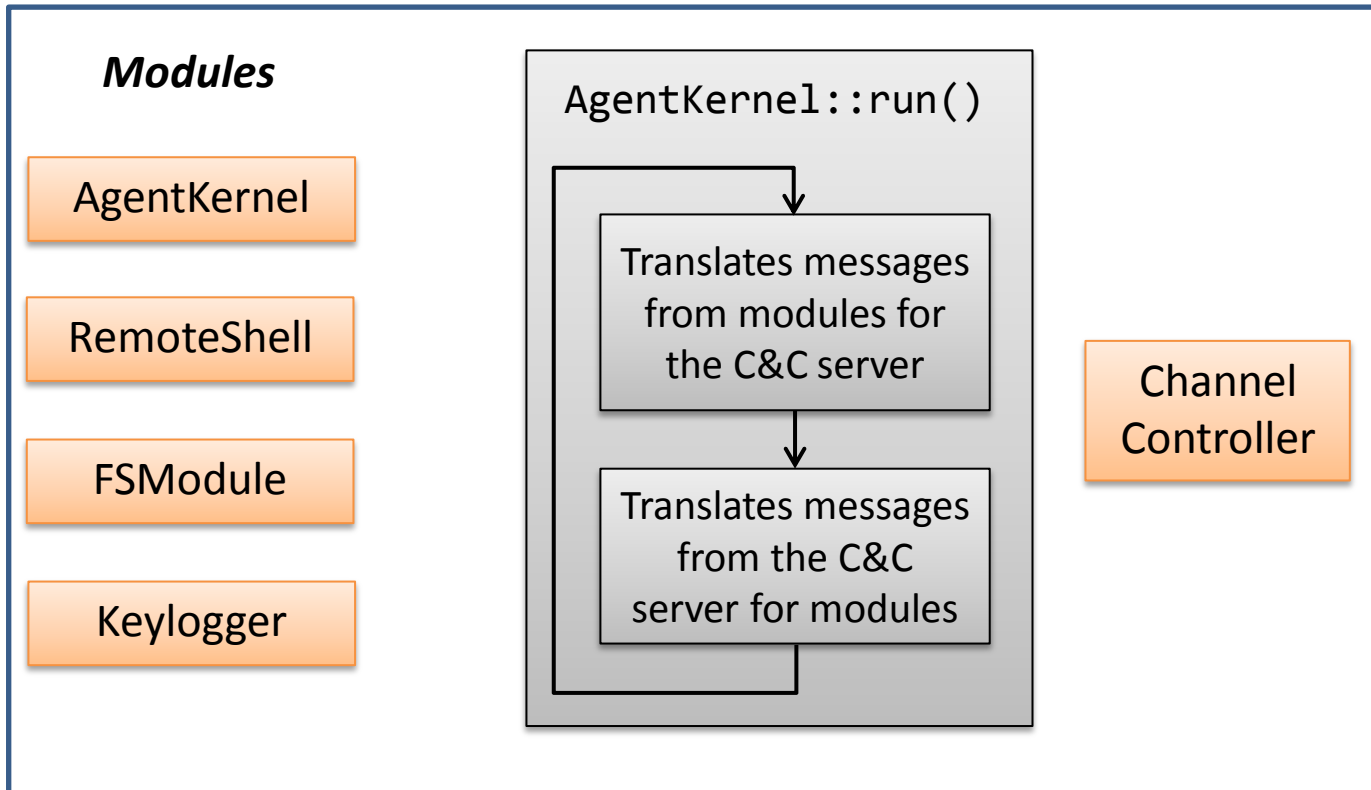 Modules
AgentKernel
RemoteShell
FSModule
Keylogger
AgentKernel::run()
Translates messages
from modules for
the C&C server
Translates messages
from the C&C
server for modules
Channel
Controller